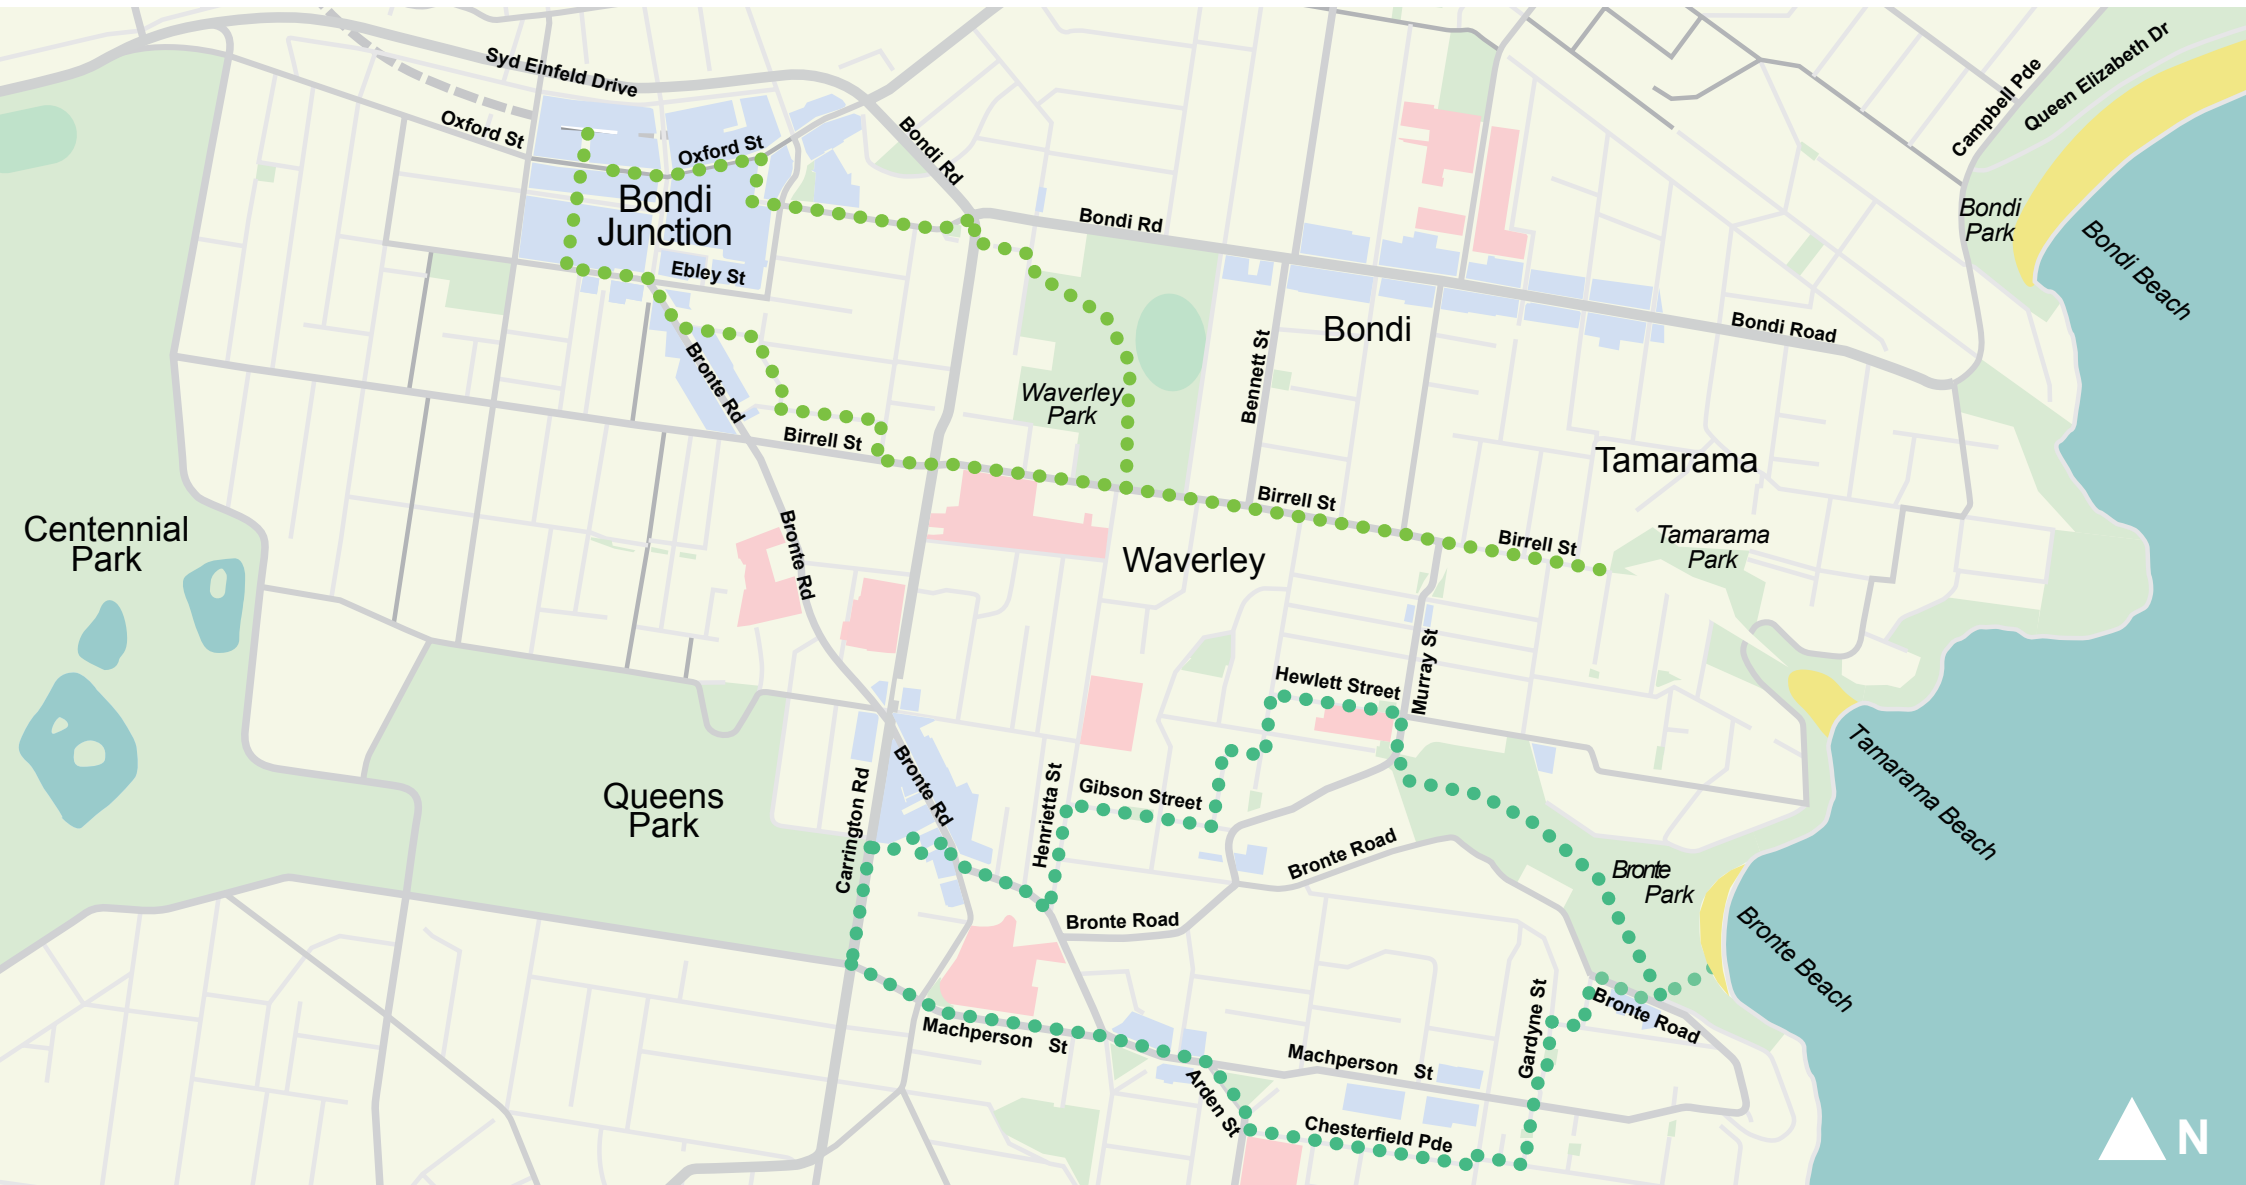 Syd Einfeld Drive
Queen Elizabeth Dr
Campbell Pde
Oxford St
Oxford St
Bondi Rd
Bondi
Junction
Bondi Rd
Bondi
Park
Bondi Beach
Ebley St
Bondi
Bondi Road
Bronte Rd
Bennett St
Waverley
Park
Birrell St
Tamarama
Birrell St
Centennial
Park
Bronte Rd
Waverley
Birrell St
Tamarama
Park
Murray St
Hewlett Street
Tamarama Beach
Bronte Rd
Queens
Park
Carrington Rd
Henrietta St
Gibson Street
Bronte Road
Bronte
Park
Bronte Road
Bronte Beach
Machperson St
Gardyne St
Bronte Road
Machperson St
Arden St
Chesterfield Pde
N